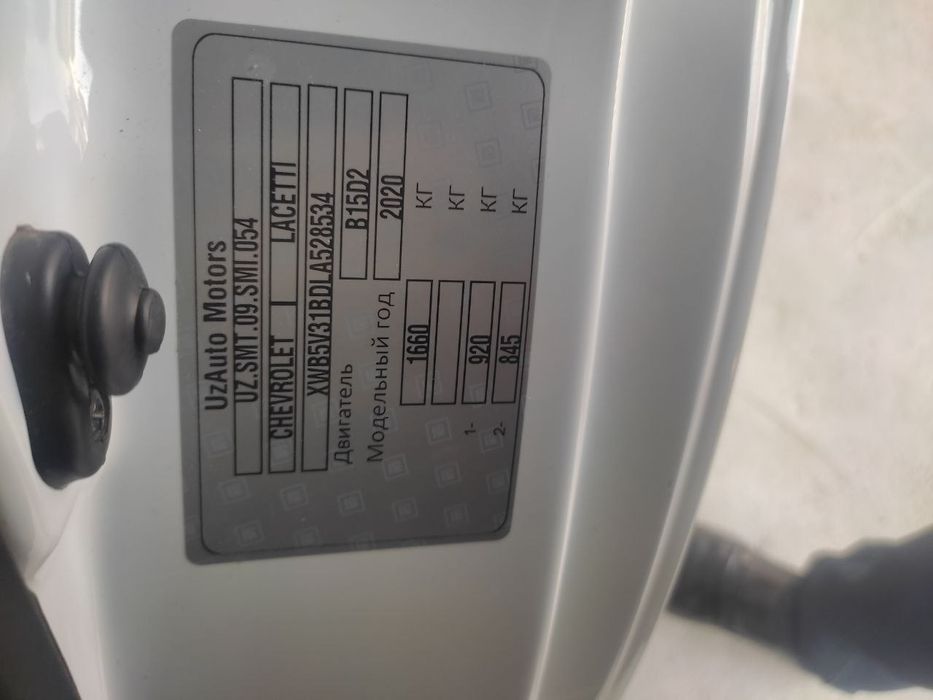 UzAuto Motors
UZ.SMT.09.SMI.054
CHEVROLET LACETTI
XWB5V31BDLA528534
Двигатель B15D2
Модельный год 2020
1660 КГ
КГ
1- 920 КГ
2- 845 КГ